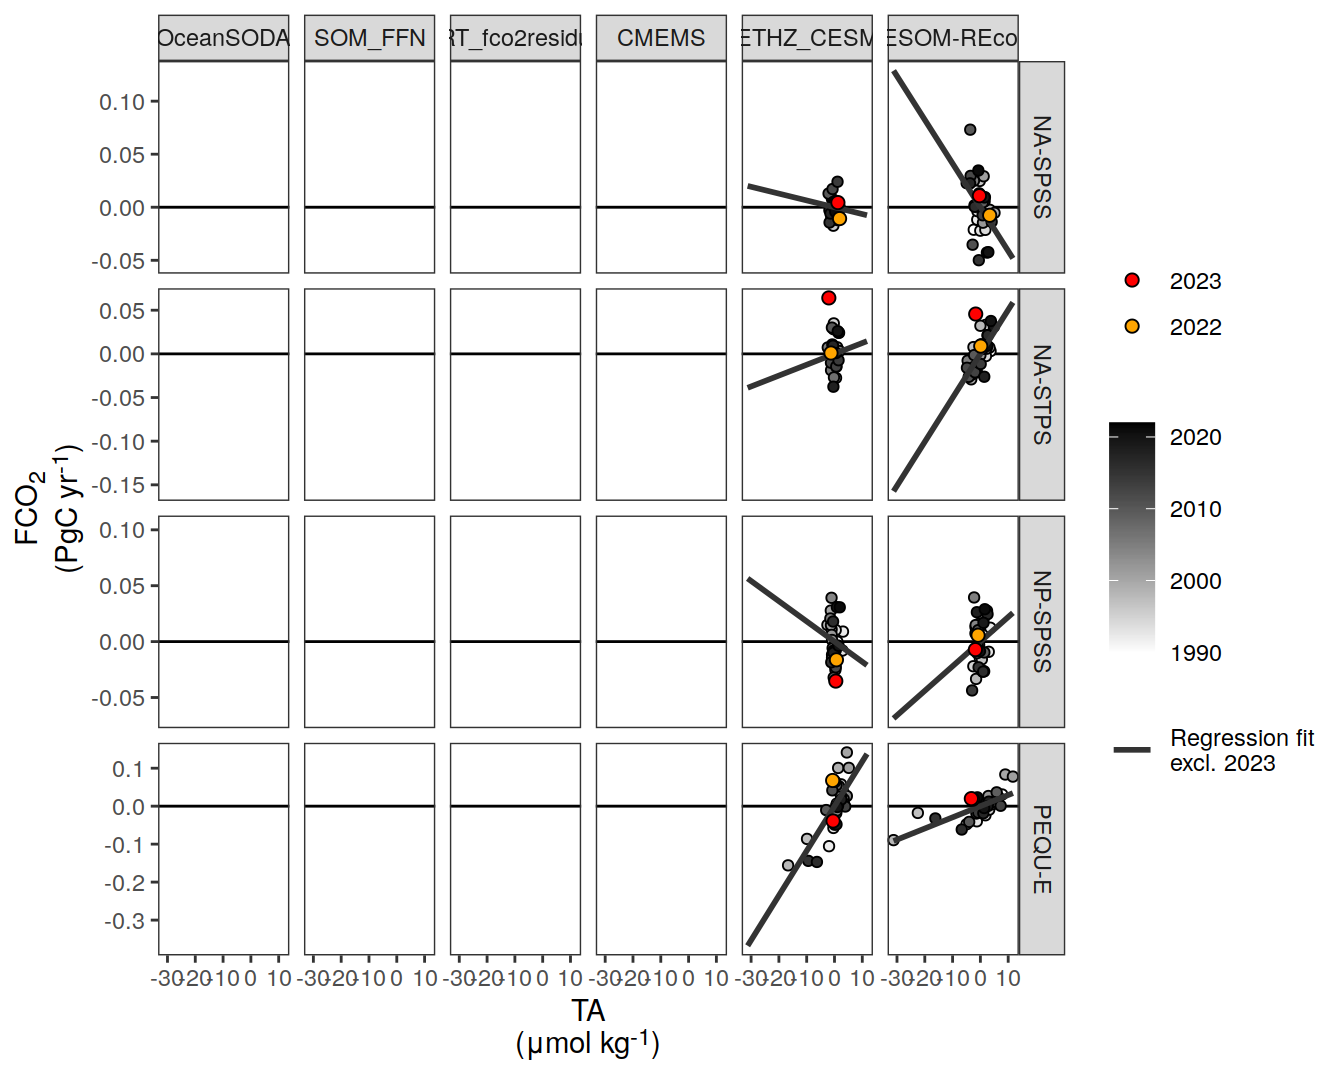 OceanSODA SOM_FFN RT_fco2resid CMEMS ETHZ_CESM ESOM-REco
0.10
0.05
0.00
-0.05
NA-SPSS
0.05
0.00
-0.05
-0.10
-0.15
NA-STPS
0.10
0.05
0.00
-0.05
NP-SPSS
0.1
0.0
-0.1
-0.2
-0.3
PEQU-E
-30 -20 -10 0 10 -30 -20 -10 0 10 -30 -20 -10 0 10 -30 -20 -10 0 10 -30 -20 -10 0 10 -30 -20 -10 0 10
TA
(µmol kg⁻¹)
FCO₂
(PgC yr⁻¹)
2023
2022
2020
2010
2000
1990
Regression fit
excl. 2023